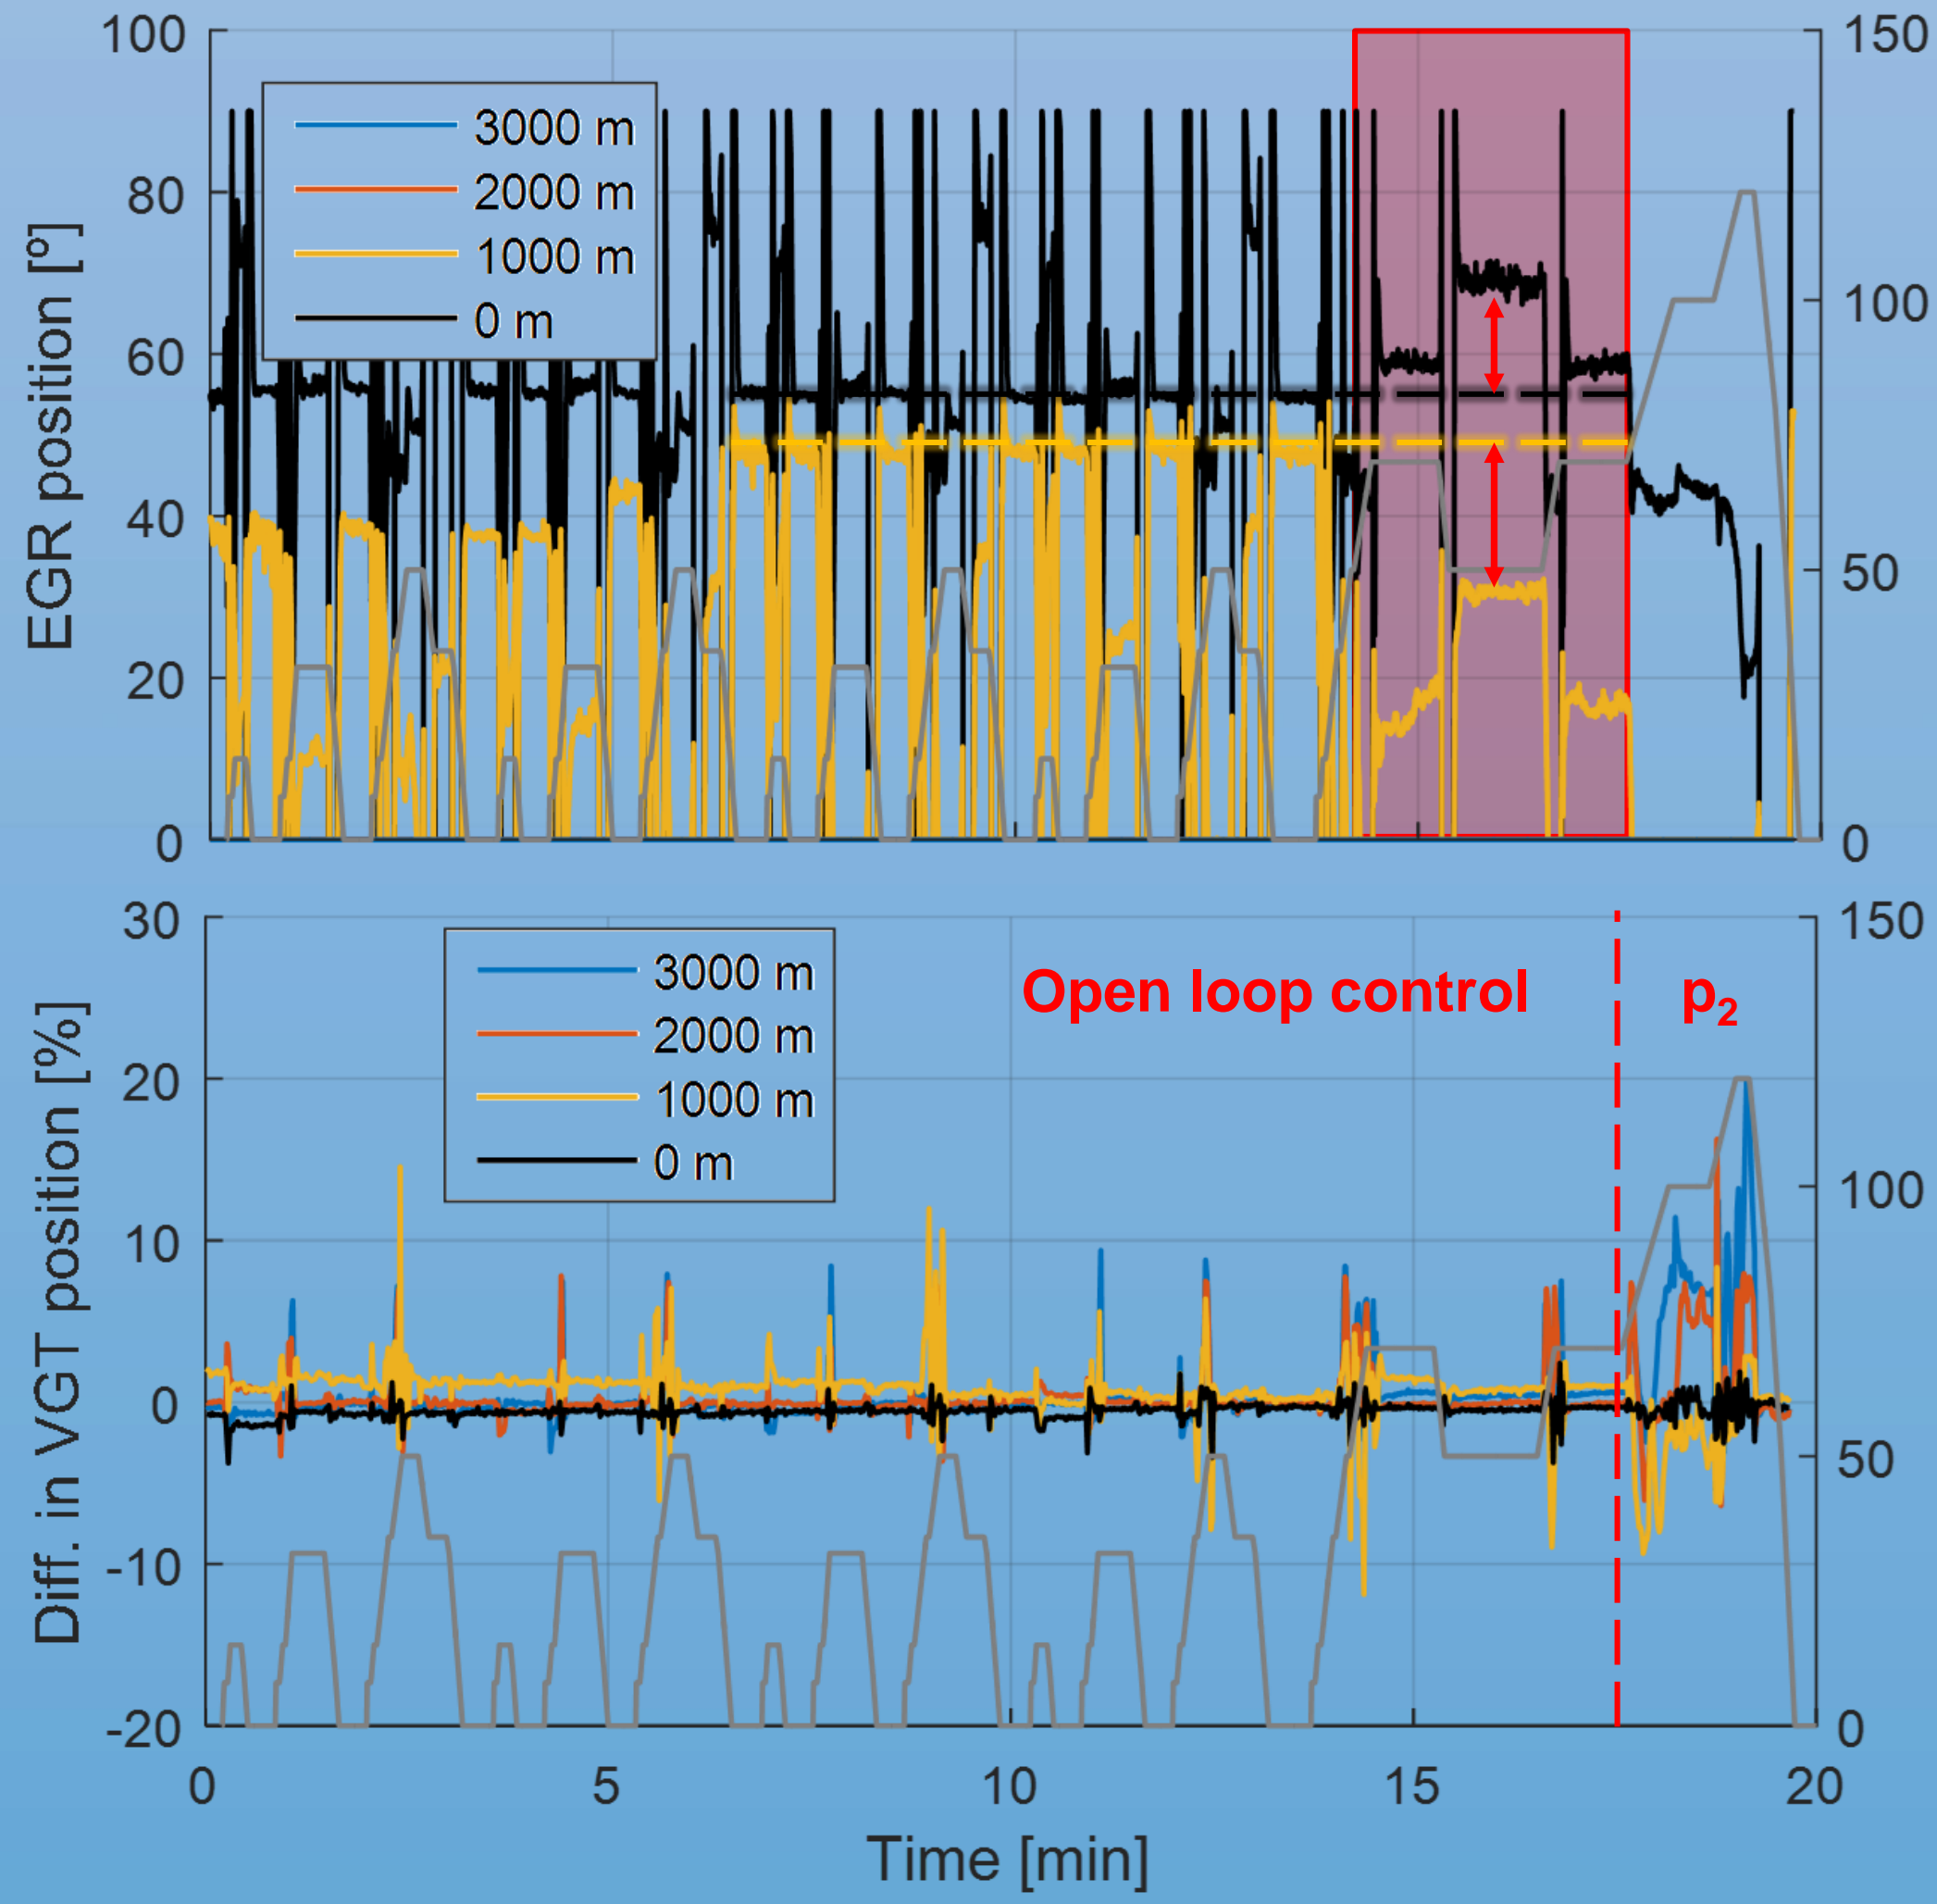 100
80
60
40
20
0
EGR position [º]
3000 m
2000 m
1000 m
0 m
150
100
50
0
30
20
10
0
-10
-20
Diff. in VGT position [%]
3000 m
2000 m
1000 m
0 m
Open loop control
p₂
150
100
50
0
0 5 10 15 20
Time [min]